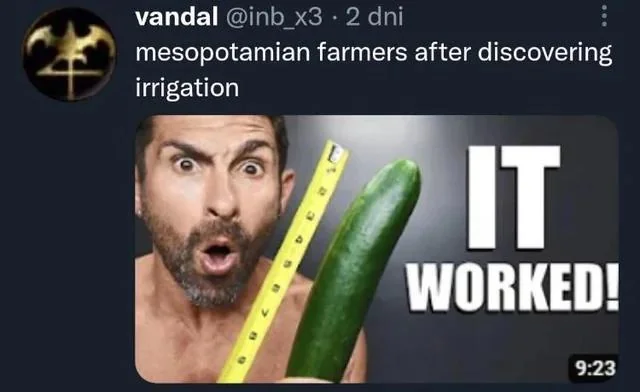 vandal @inb_x3 · 2 dni
mesopotamian farmers after discovering
irrigation
IT
WORKED!
9:23